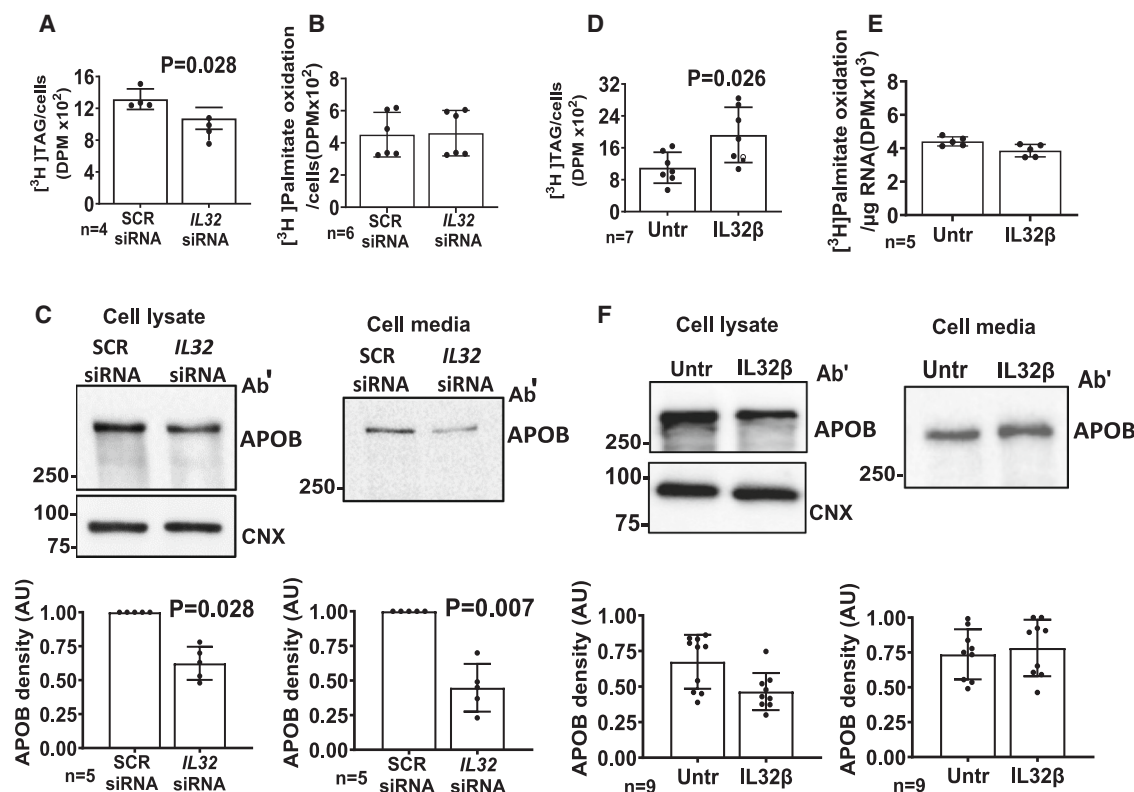 A
P=0.028
[³H ]TAG/cells
(DPM x10²)
16
12
8
4
0
n=4
SCR
siRNA
IL32
siRNA
B
[³H ]Palmitate oxidation
/cells(DPMx10²)
8
6
4
2
0
n=6
SCR
siRNA
IL32
siRNA
D
P=0.026
[³H ]TAG/cells
(DPM x10²)
32
24
16
8
0
n=7
Untr
IL32β
E
[³H]Palmitate oxidation
/µg RNA(DPMx10³)
8
6
4
2
0
n=5
Untr
IL32β
C
Cell lysate
SCR
siRNA
IL32
siRNA
Ab'
APOB
250
100
75
CNX
Cell media
SCR
siRNA
IL32
siRNA
Ab'
APOB
250
APOB density (AU)
1.00
0.75
0.50
0.25
0.00
P=0.028
n=5
SCR
siRNA
IL32
siRNA
APOB density (AU)
1.00
0.75
0.50
0.25
0.00
P=0.007
n=5
SCR
siRNA
IL32
siRNA
F
Cell lysate
Untr
IL32β
Ab'
APOB
250
100
75
CNX
Cell media
Untr
IL32β
Ab'
APOB
250
APOB density (AU)
1.00
0.75
0.50
0.25
0.00
n=9
Untr
IL32β
APOB density (AU)
1.00
0.75
0.50
0.25
0.00
n=9
Untr
IL32β